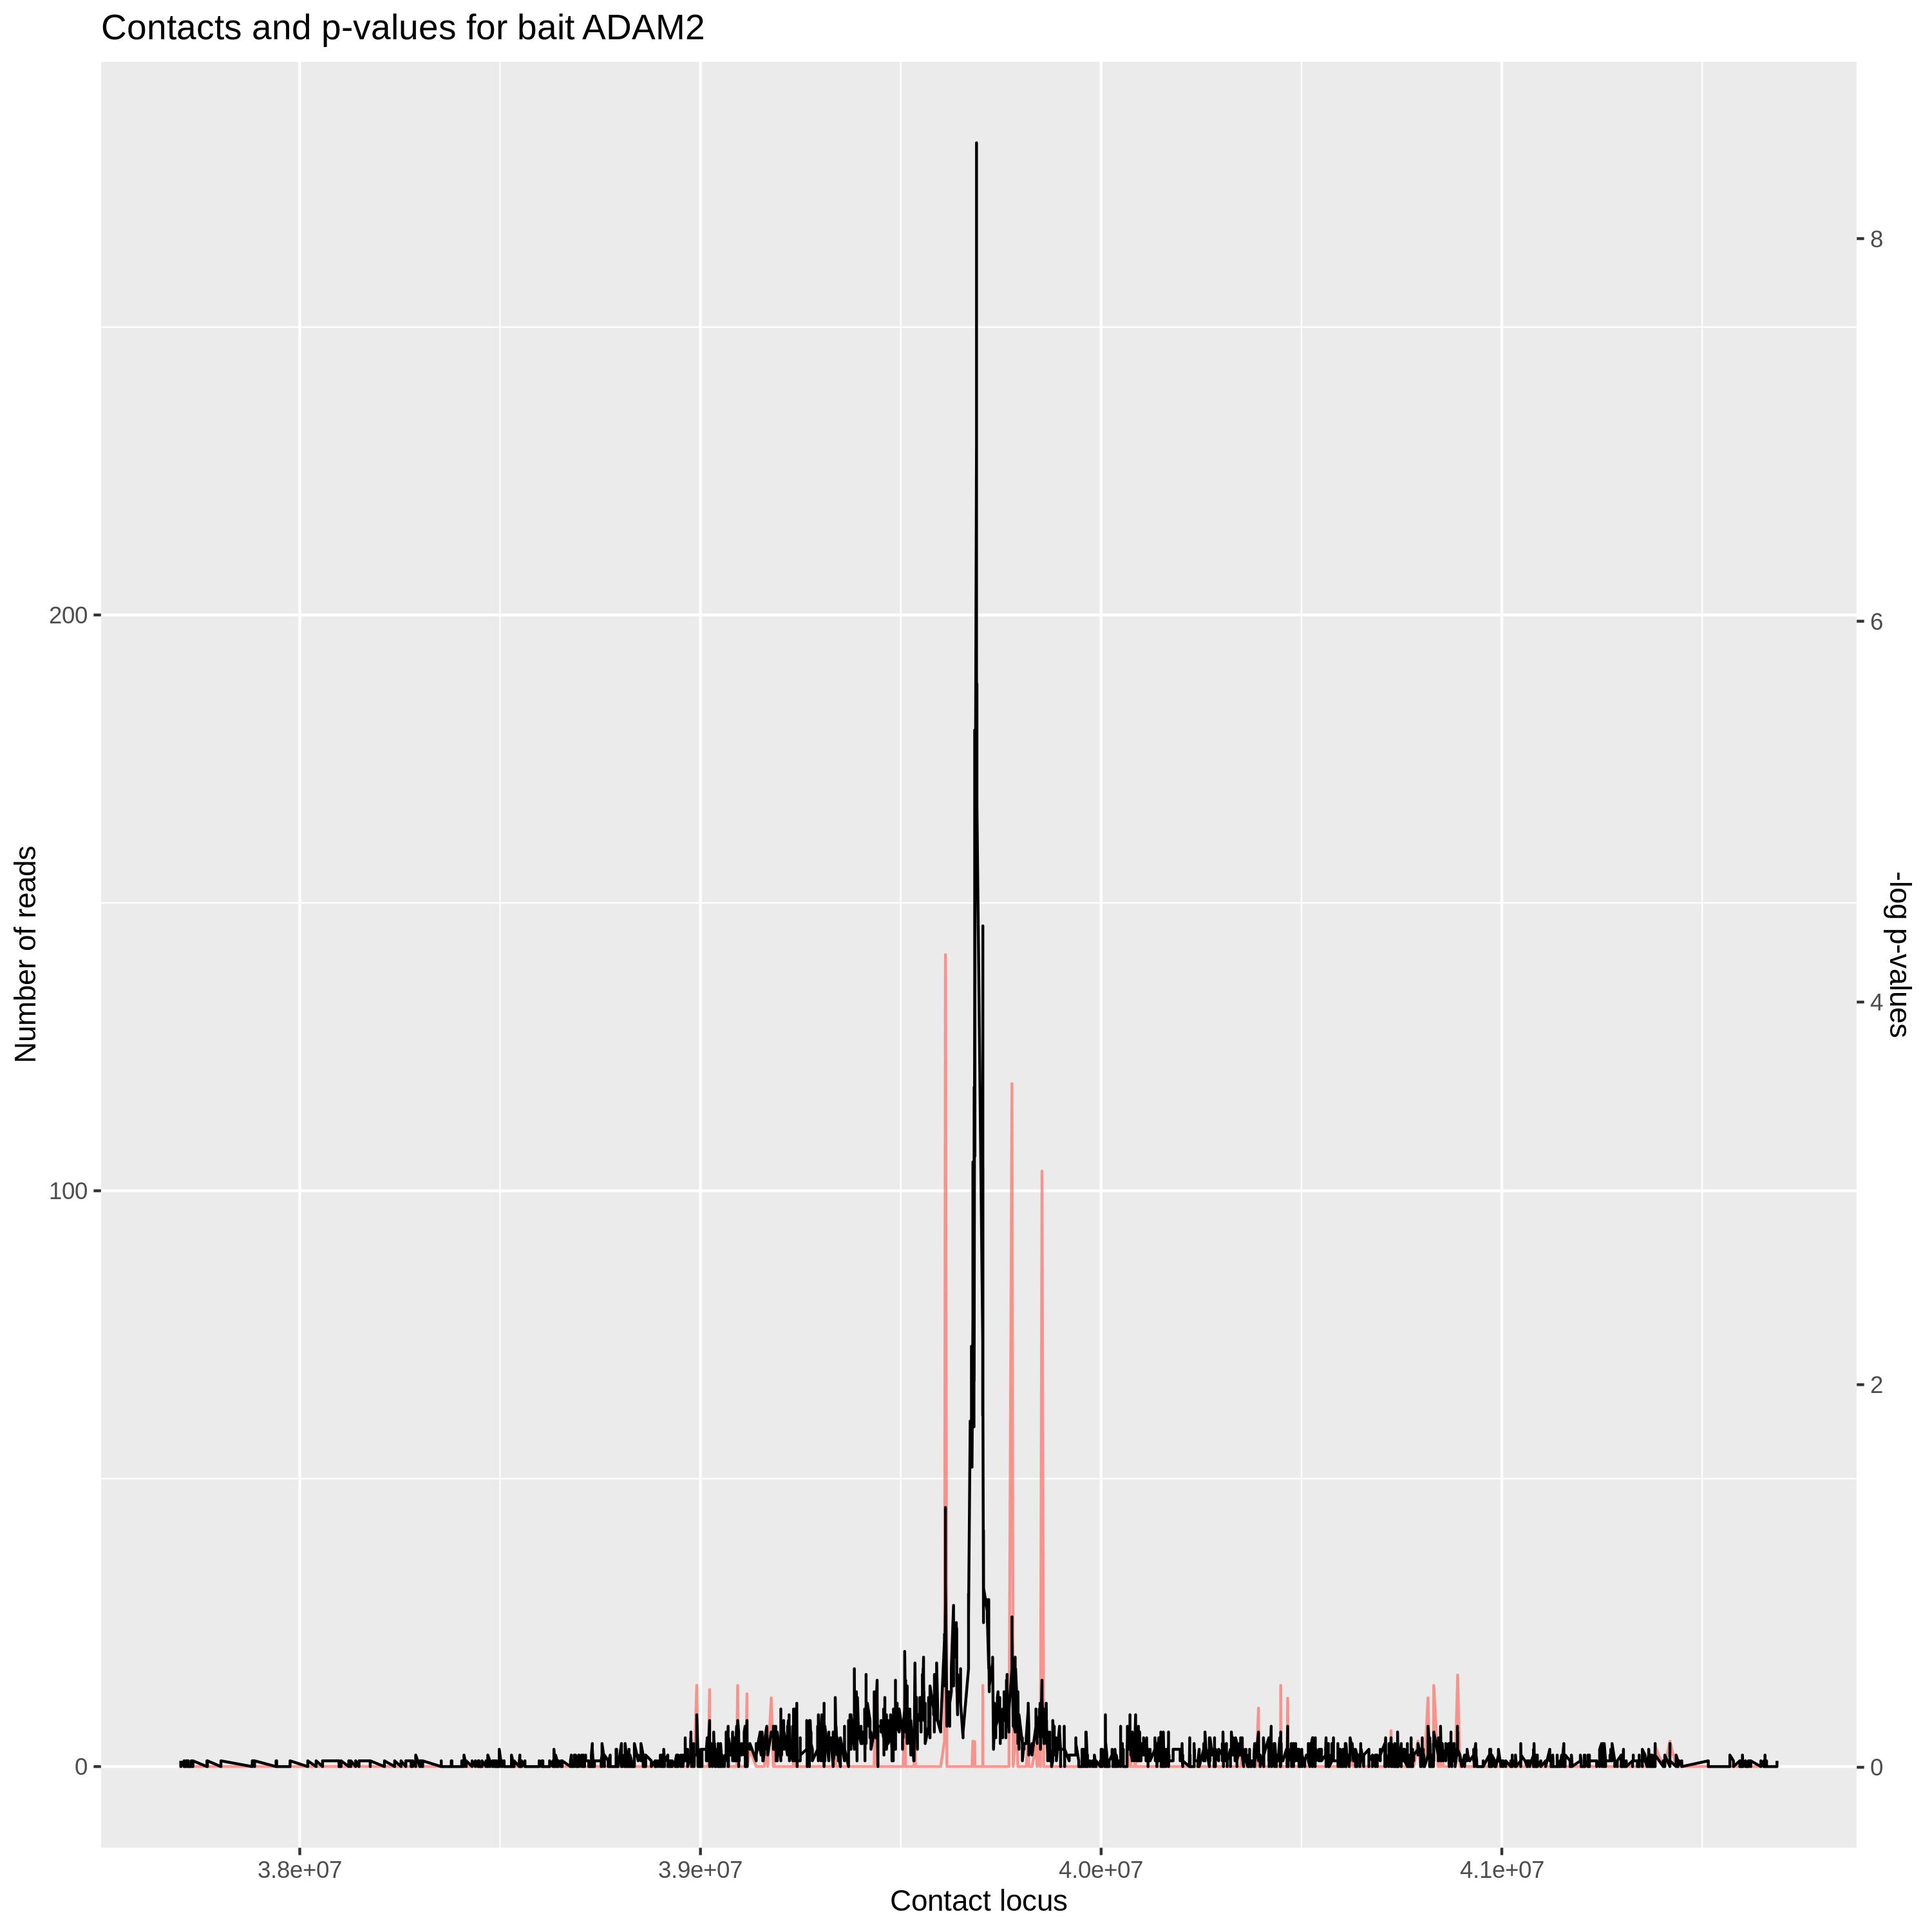 Contacts and p-values for bait ADAM2
Number of reads
200
100
0
8
6
4
2
0
-log p-values
3.8e+07
3.9e+07
4.0e+07
4.1e+07
Contact locus